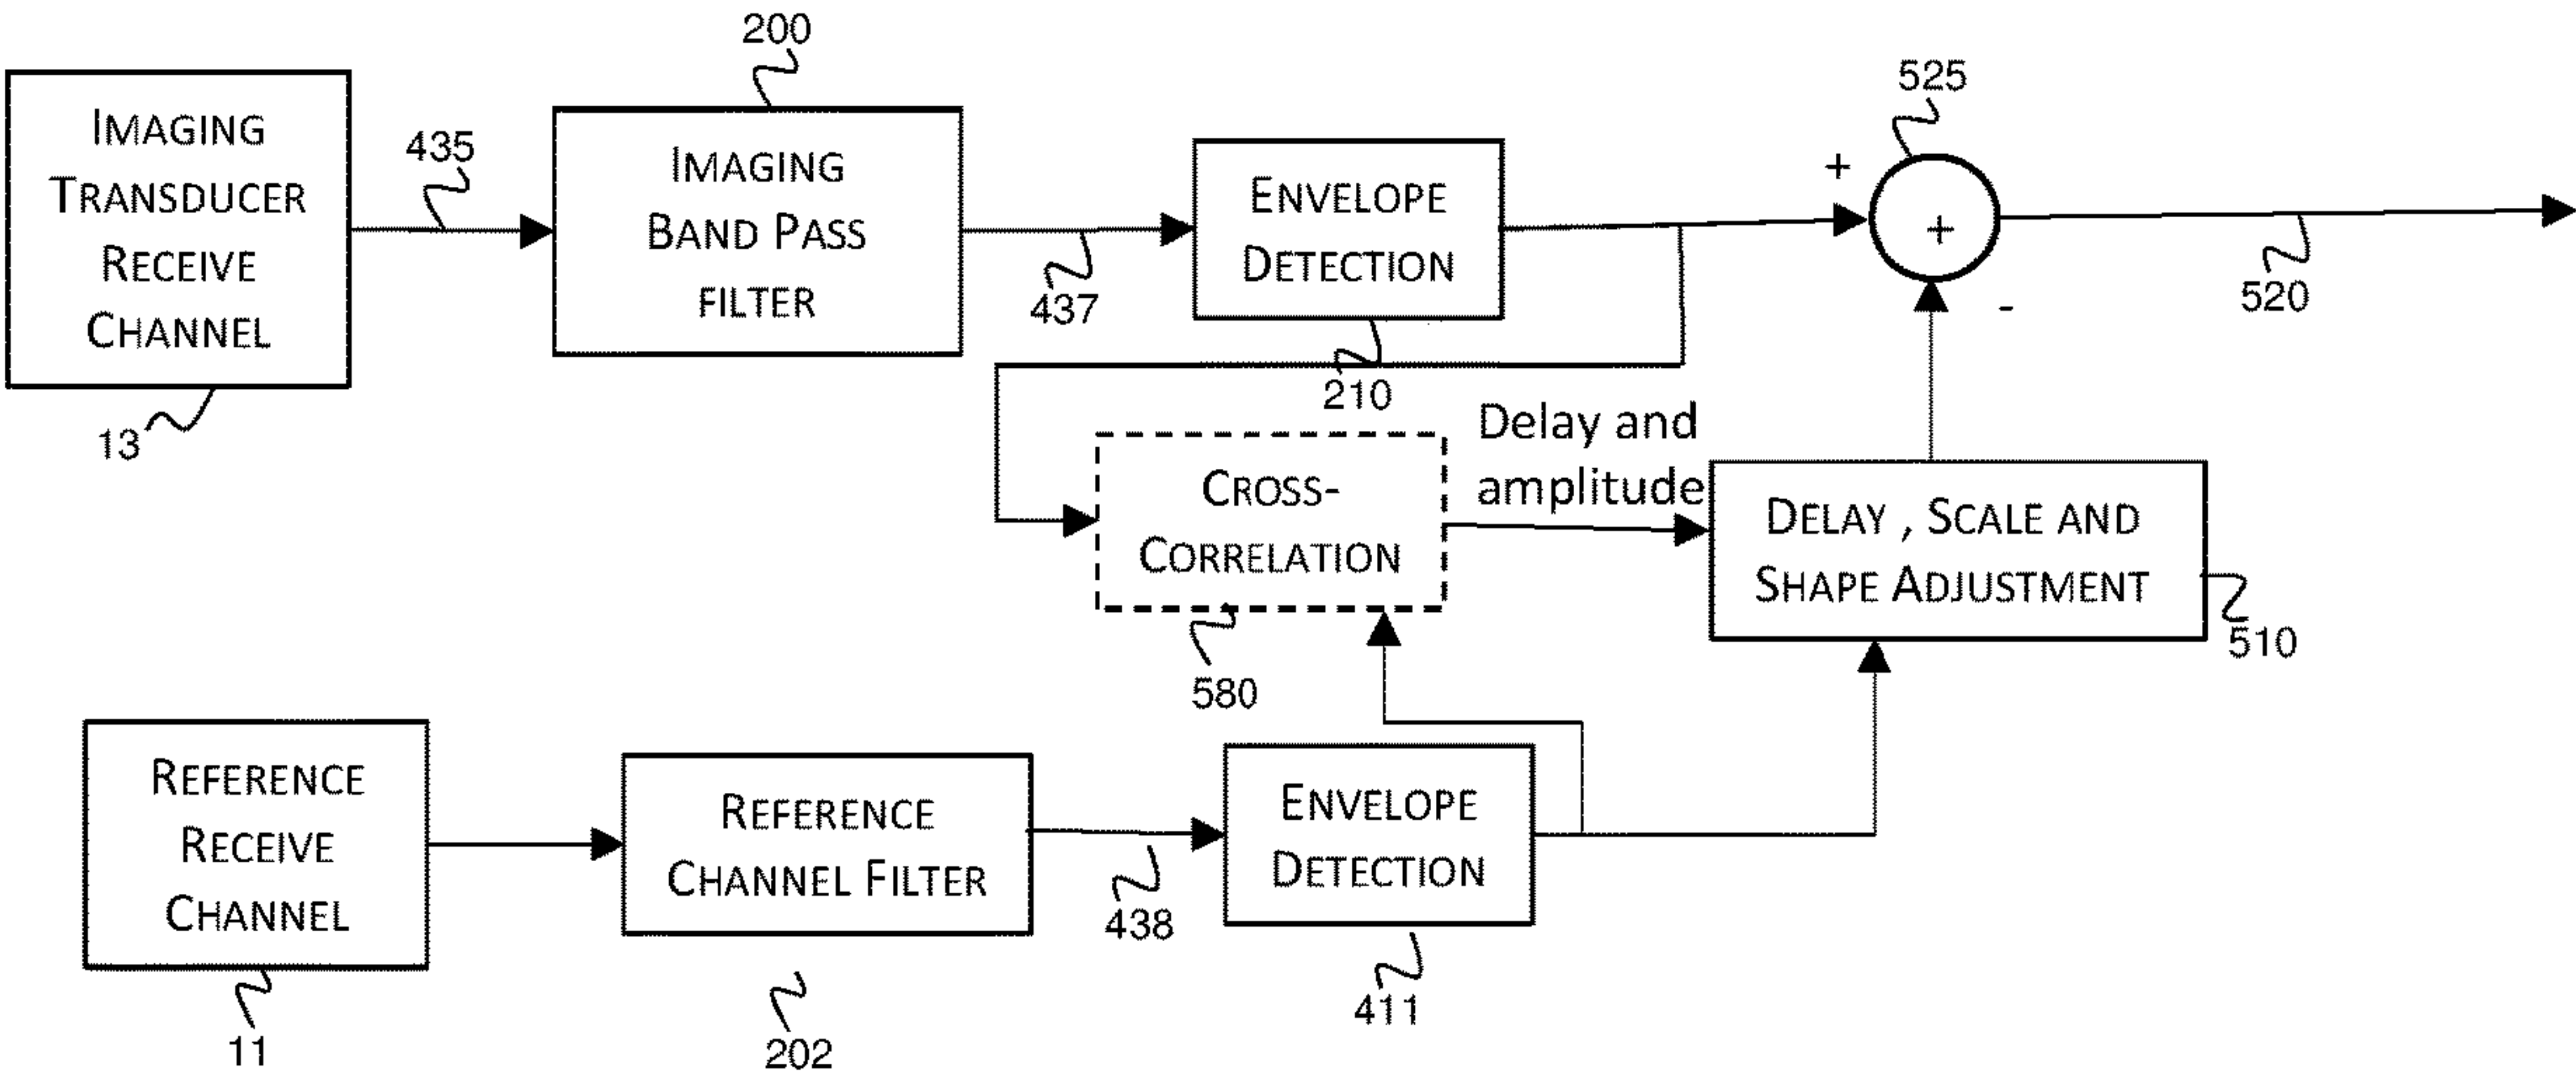 200
525
IMAGING
TRANSDUCER
RECEIVE
CHANNEL
435
IMAGING
BAND PASS
FILTER
437
ENVELOPE
DETECTION
+
+
-
520
13
210
Delay and
amplitude
CROSS-
CORRELATION
DELAY , SCALE AND
SHAPE ADJUSTMENT
580
510
REFERENCE
RECEIVE
CHANNEL
REFERENCE
CHANNEL FILTER
438
ENVELOPE
DETECTION
11
202
411